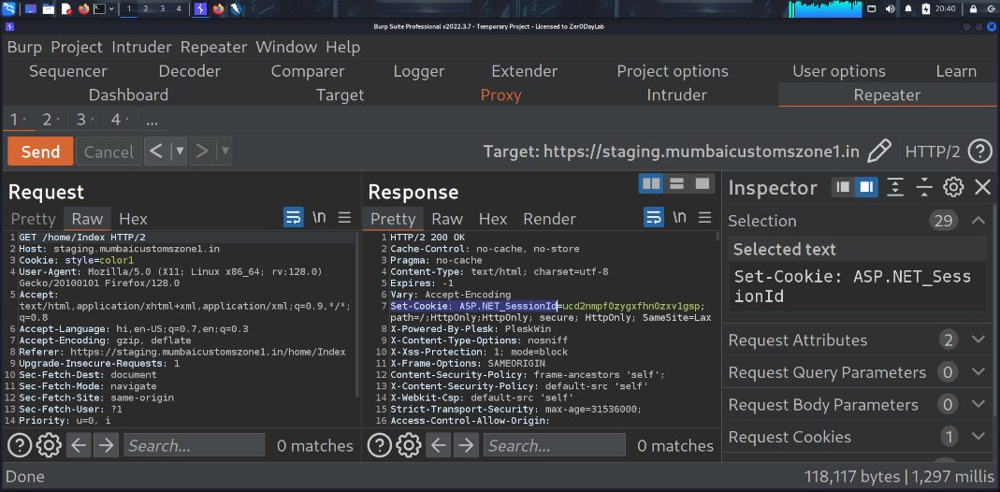 1 2 3 4
20:40
Burp Suite Professional v2022.3.7 - Temporary Project - Licensed to Zer0DayLab
Burp Project Intruder Repeater Window Help
Sequencer Decoder Comparer Logger Extender Project options User options Learn
Dashboard Target Proxy Intruder Repeater
1 · 2 · 3 · 4 · ...
Send Cancel < > Target: https://staging.mumbaicustomszone1.in HTTP/2
Request
Pretty Raw Hex \n
1 GET /home/Index HTTP/2
2 Host: staging.mumbaicustomszone1.in
3 Cookie: style=color1
4 User-Agent: Mozilla/5.0 (X11; Linux x86_64; rv:128.0)
Gecko/20100101 Firefox/128.0
5 Accept:
text/html,application/xhtml+xml,application/xml;q=0.9,*/*;
q=0.8
6 Accept-Language: hi,en-US;q=0.7,en;q=0.3
7 Accept-Encoding: gzip, deflate
8 Referer: https://staging.mumbaicustomszone1.in/home/Index
9 Upgrade-Insecure-Requests: 1
10 Sec-Fetch-Dest: document
11 Sec-Fetch-Mode: navigate
12 Sec-Fetch-Site: same-origin
13 Sec-Fetch-User: ?1
14 Priority: u=0, i
Search... 0 matches
Response
Pretty Raw Hex Render \n
1 HTTP/2 200 OK
2 Cache-Control: no-cache, no-store
3 Pragma: no-cache
4 Content-Type: text/html; charset=utf-8
5 Expires: -1
6 Vary: Accept-Encoding
7 Set-Cookie: ASP.NET_SessionId=ucd2nmpf0zygxfhn0zxv1gsp;
path=/;HttpOnly;HttpOnly; secure; HttpOnly; SameSite=Lax
8 X-Powered-By-Plesk: PleskWin
9 X-Content-Type-Options: nosniff
10 X-Xss-Protection: 1; mode=block
11 X-Frame-Options: SAMEORIGIN
12 Content-Security-Policy: frame-ancestors 'self';
13 X-Content-Security-Policy: default-src 'self'
14 X-Webkit-Csp: default-src 'self'
15 Strict-Transport-Security: max-age=31536000;
16 Access-Control-Allow-Origin:
Search... 0 matches
Inspector
Selection 29
Selected text
Set-Cookie: ASP.NET_Sess
ionId
Request Attributes 2
Request Query Parameters 0
Request Body Parameters 0
Request Cookies 1
Done 118,117 bytes | 1,297 millis